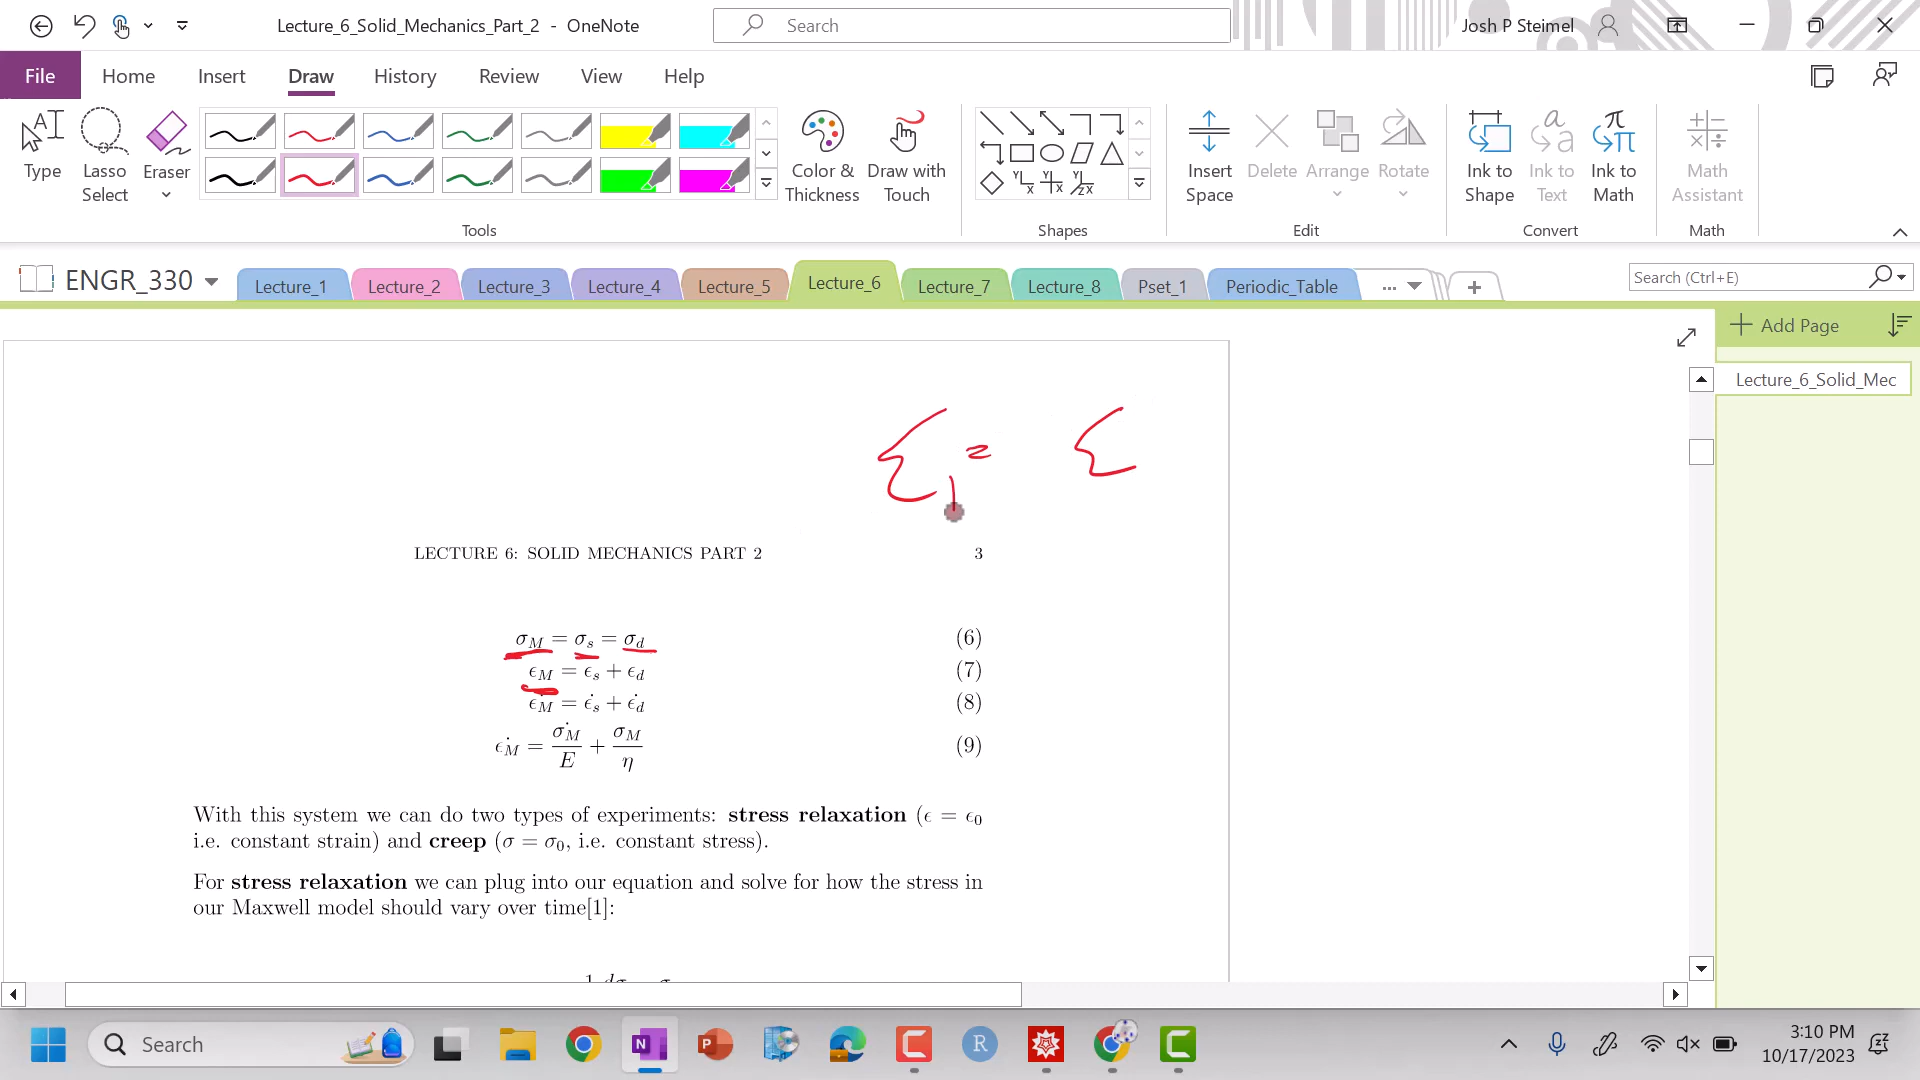 Lecture_6_Solid_Mechanics_Part_2 - OneNote
Search
Josh P Steimel
File
Home
Insert
Draw
History
Review
View
Help
Type
Lasso
Select
Eraser
Color &
Thickness
Draw with
Touch
Insert
Space
Delete
Arrange
Rotate
Ink to
Shape
Ink to
Text
Ink to
Math
Math
Assistant
Tools
Shapes
Edit
Convert
Math
ENGR_330
Lecture_1
Lecture_2
Lecture_3
Lecture_4
Lecture_5
Lecture_6
Lecture_7
Lecture_8
Pset_1
Periodic_Table
Search (Ctrl+E)
Add Page
Lecture_6_Solid_Mec
LECTURE 6: SOLID MECHANICS PART 2 3
σ_M = σ_s = σ_d (6)
ϵ_M = ϵ_s + ϵ_d (7)
ϵ̇_M = ϵ̇_s + ϵ̇_d (8)
ϵ̇_M = σ̇_M/E + σ_M/η (9)
With this system we can do two types of experiments: stress relaxation (ϵ = ϵ₀
i.e. constant strain) and creep (σ = σ₀, i.e. constant stress).
For stress relaxation we can plug into our equation and solve for how the stress in
our Maxwell model should vary over time[1]:
Search
3:10 PM
10/17/2023